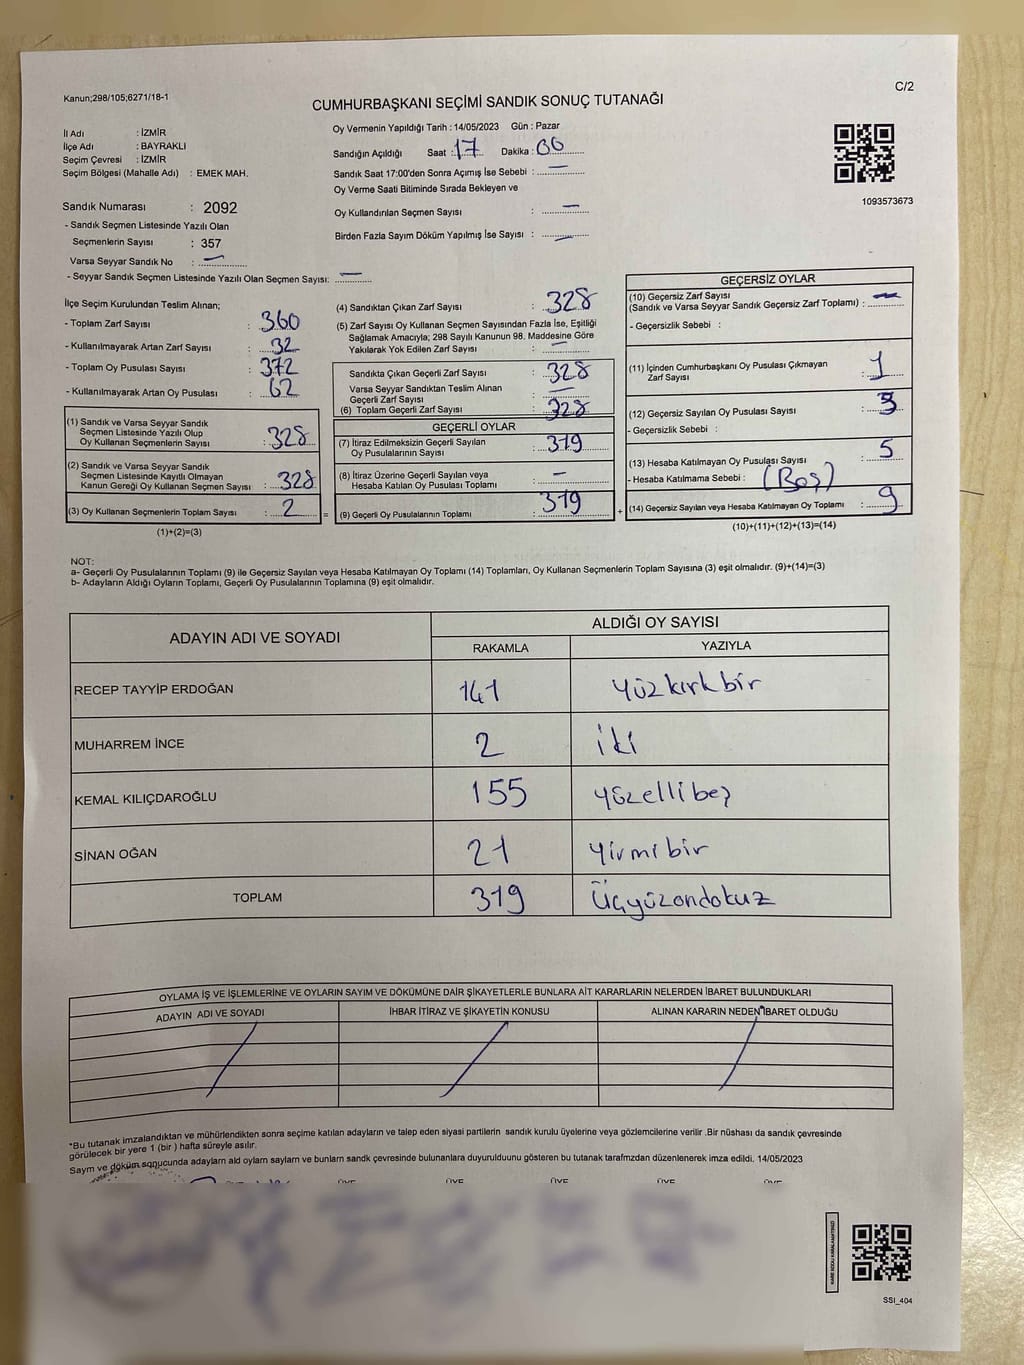 Kanun;298/105;6271/18-1
C/2
CUMHURBAŞKANI SEÇİMİ SANDIK SONUÇ TUTANAĞI
İl Adı : İZMİR
İlçe Adı : BAYRAKLI
Seçim Çevresi : İZMİR
Seçim Bölgesi (Mahalle Adı) : EMEK MAH.
Sandık Numarası : 2092
- Sandık Seçmen Listesinde Yazılı Olan
Seçmenlerin Sayısı : 357
Varsa Seyyar Sandık No : —
- Seyyar Sandık Seçmen Listesinde Yazılı Olan Seçmen Sayısı: —
Oy Vermenin Yapıldığı Tarih : 14/05/2023 Gün : Pazar
Sandığın Açıldığı Saat : 17 Dakika : 00
Sandık Saat 17:00'den Sonra Açımış İse Sebebi : —
Oy Verme Saati Bitiminde Sırada Bekleyen ve
Oy Kullandırılan Seçmen Sayısı : —
Birden Fazla Sayım Döküm Yapılmış İse Sayısı : —
1093573673
İlçe Seçim Kurulundan Teslim Alınan;
- Toplam Zarf Sayısı : 360
- Kullanılmayarak Artan Zarf Sayısı : 32
- Toplam Oy Pusulası Sayısı : 372
- Kullanılmayarak Artan Oy Pusulası : 62
(1) Sandık ve Varsa Seyyar Sandık
Seçmen Listesinde Yazılı Olup
Oy Kullanan Seçmenlerin Sayısı : 328
(2) Sandık ve Varsa Seyyar Sandık
Seçmen Listesinde Kayıtlı Olmayan
Kanun Gereği Oy Kullanan Seçmen Sayısı : 328
(3) Oy Kullanan Seçmenlerin Toplam Sayısı : 2
(1)+(2)=(3)
=
(4) Sandıktan Çıkan Zarf Sayısı : 328
(5) Zarf Sayısı Oy Kullanan Seçmen Sayısından Fazla İse, Eşitliği
Sağlamak Amacıyla; 298 Sayılı Kanunun 98. Maddesine Göre
Yakılarak Yok Edilen Zarf Sayısı : —
Sandıkta Çıkan Geçerli Zarf Sayısı : 328
Varsa Seyyar Sandıktan Teslim Alınan
Geçerli Zarf Sayısı : —
(6) Toplam Geçerli Zarf Sayısı : 328
GEÇERLİ OYLAR
(7) İtiraz Edilmeksizin Geçerli Sayılan
Oy Pusulalarının Sayısı : 319
(8) İtiraz Üzerine Geçerli Sayılan veya
Hesaba Katılan Oy Pusulası Toplamı : —
(9) Geçerli Oy Pusulalarının Toplamı : 319
+
GEÇERSİZ OYLAR
(10) Geçersiz Zarf Sayısı
(Sandık ve Varsa Seyyar Sandık Geçersiz Zarf Toplamı) : —
- Geçersizlik Sebebi :
(11) İçinden Cumhurbaşkanı Oy Pusulası Çıkmayan
Zarf Sayısı : 1
(12) Geçersiz Sayılan Oy Pusulası Sayısı : 3
- Geçersizlik Sebebi :
(13) Hesaba Katılmayan Oy Pusulası Sayısı : 5
- Hesaba Katılmama Sebebi : (Boş)
(14) Geçersiz Sayılan veya Hesaba Katılmayan Oy Toplamı : 9
(10)+(11)+(12)+(13)=(14)
NOT:
a- Geçerli Oy Pusulalarının Toplamı (9) ile Geçersiz Sayılan veya Hesaba Katılmayan Oy Toplamı (14) Toplamları, Oy Kullanan Seçmenlerin Toplam Sayısına (3) eşit olmalıdır. (9)+(14)=(3)
b- Adayların Aldığı Oyların Toplamı, Geçerli Oy Pusulalarının Toplamına (9) eşit olmalıdır.
ADAYIN ADI VE SOYADI ALDIĞI OY SAYISI
RAKAMLA YAZIYLA
RECEP TAYYİP ERDOĞAN 141 Yüzkırkbir
MUHARREM İNCE 2 iki
KEMAL KILIÇDAROĞLU 155 yüzellibeş
SİNAN OĞAN 21 yirmibir
TOPLAM 319 Üçyüzondokuz
OYLAMA İŞ VE İŞLEMLERİNE VE OYLARIN SAYIM VE DÖKÜMÜNE DAİR ŞİKAYETLERLE BUNLARA AİT KARARLARIN NELERDEN İBARET BULUNDUKLARI
ADAYIN ADI VE SOYADI İHBAR İTİRAZ VE ŞİKAYETİN KONUSU ALINAN KARARIN NEDEN İBARET OLDUĞU
*Bu tutanak imzalandıktan ve mühürlendikten sonra seçime katılan adayların ve talep eden siyasi partilerin sandık kurulu üyelerine veya gözlemcilerine verilir .Bir nüshası da sandık çevresinde
görülecek bir yere 1 (bir ) hafta süreyle asılır.
Sayım ve döküm sonucunda adayların ald oyların sayların ve bunların sandk çevresinde bulunanlara duyurulduunu gösteren bu tutanak tarafmzdan düzenlenerek imza edildi. 14/05/2023
ÜYE ÜYE ÜYE ÜYE ÜYE
SSI_404